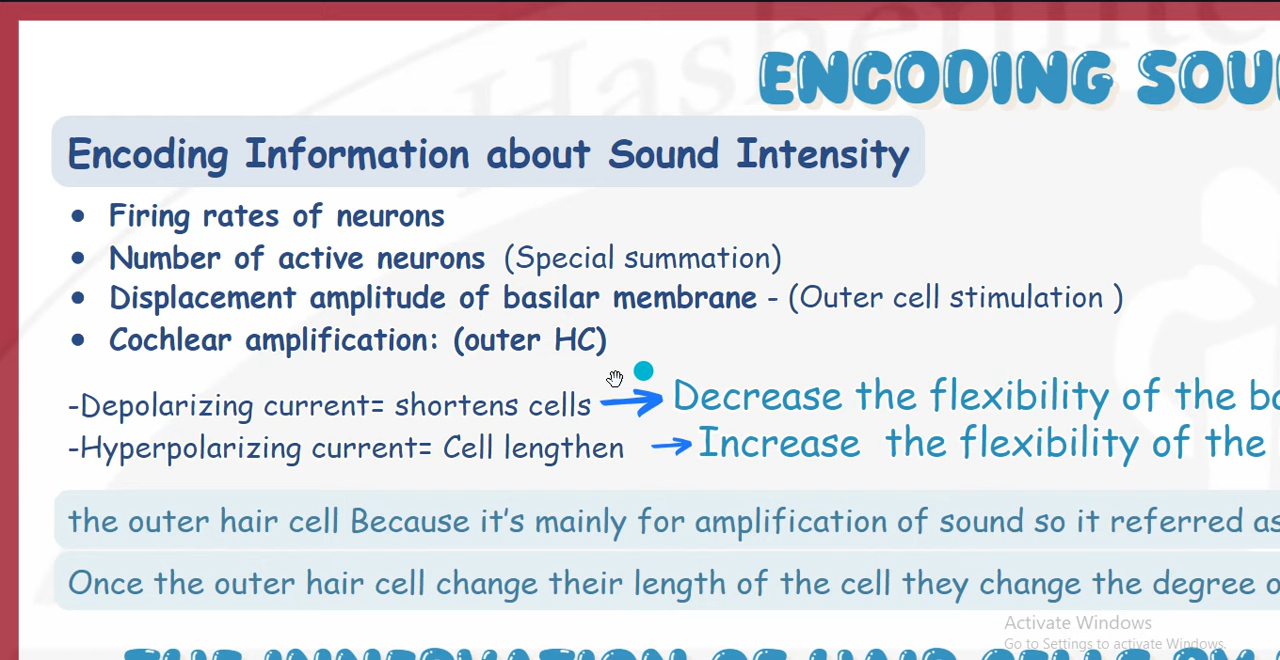 ENCODING SOU
Encoding Information about Sound Intensity
• Firing rates of neurons
• Number of active neurons (Special summation)
• Displacement amplitude of basilar membrane - (Outer cell stimulation )
• Cochlear amplification: (outer HC)
-Depolarizing current= shortens cells → Decrease the flexibility of the ba
-Hyperpolarizing current= Cell lengthen → Increase the flexibility of the
the outer hair cell Because it's mainly for amplification of sound so it referred as
Once the outer hair cell change their length of the cell they change the degree o
Activate Windows
Go to Settings to activate Windows.